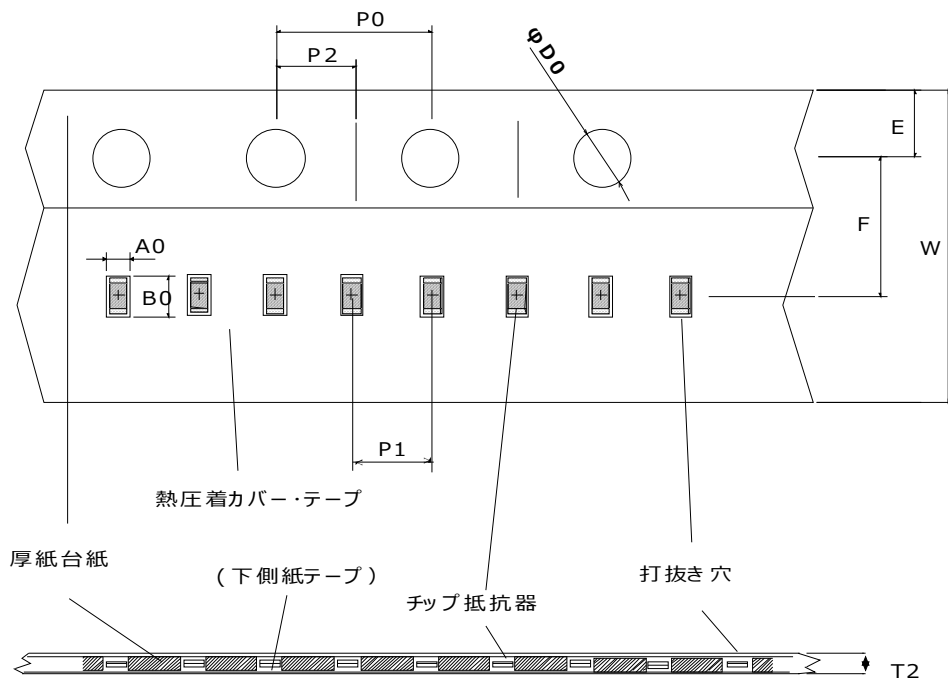 P0
P2
φD0
E
F
W
A0
B0
P1
熱圧着カバー・テープ
厚紙台紙
(下側紙テープ)
チップ抵抗器
打抜き穴
T2